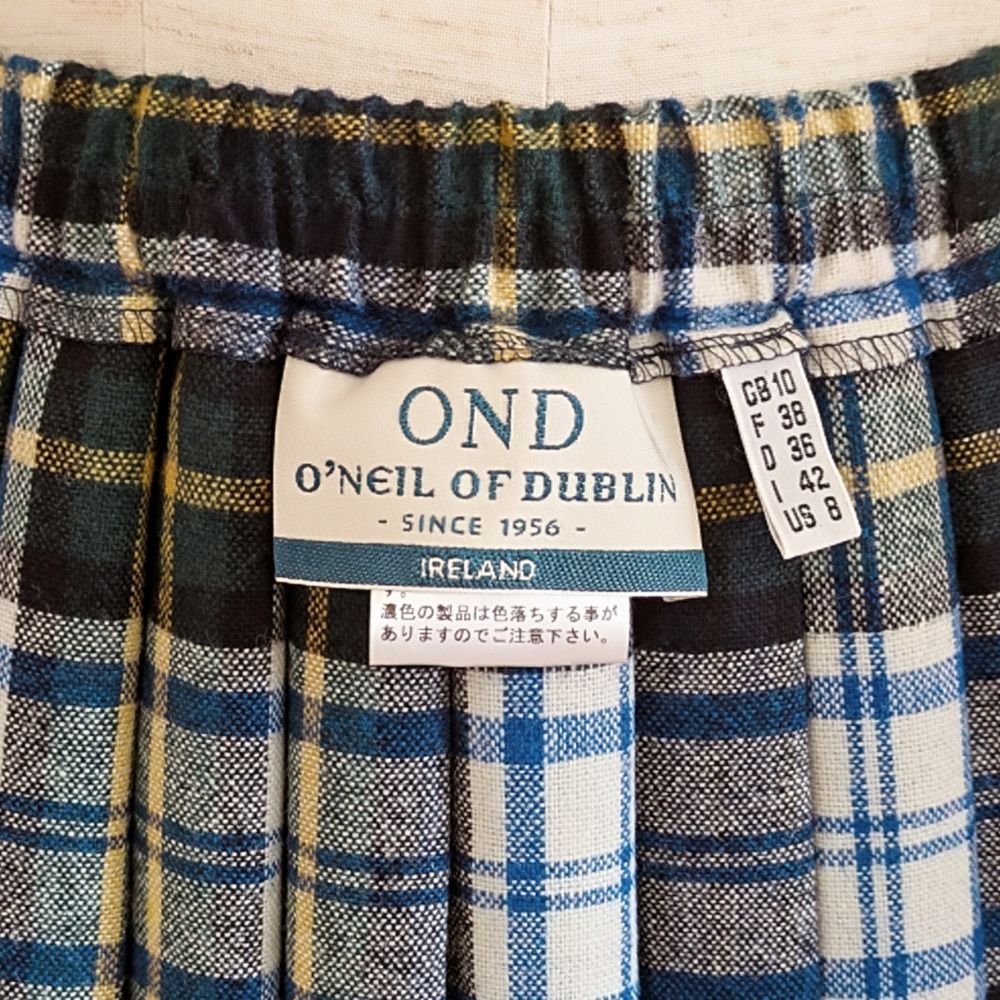 OND
O'NEIL OF DUBLIN
- SINCE 1956 -
IRELAND
GB 10
F 38
D 36
I 42
US 8
す。
濃色の製品は色落ちする事が
ありますのでご注意下さい。